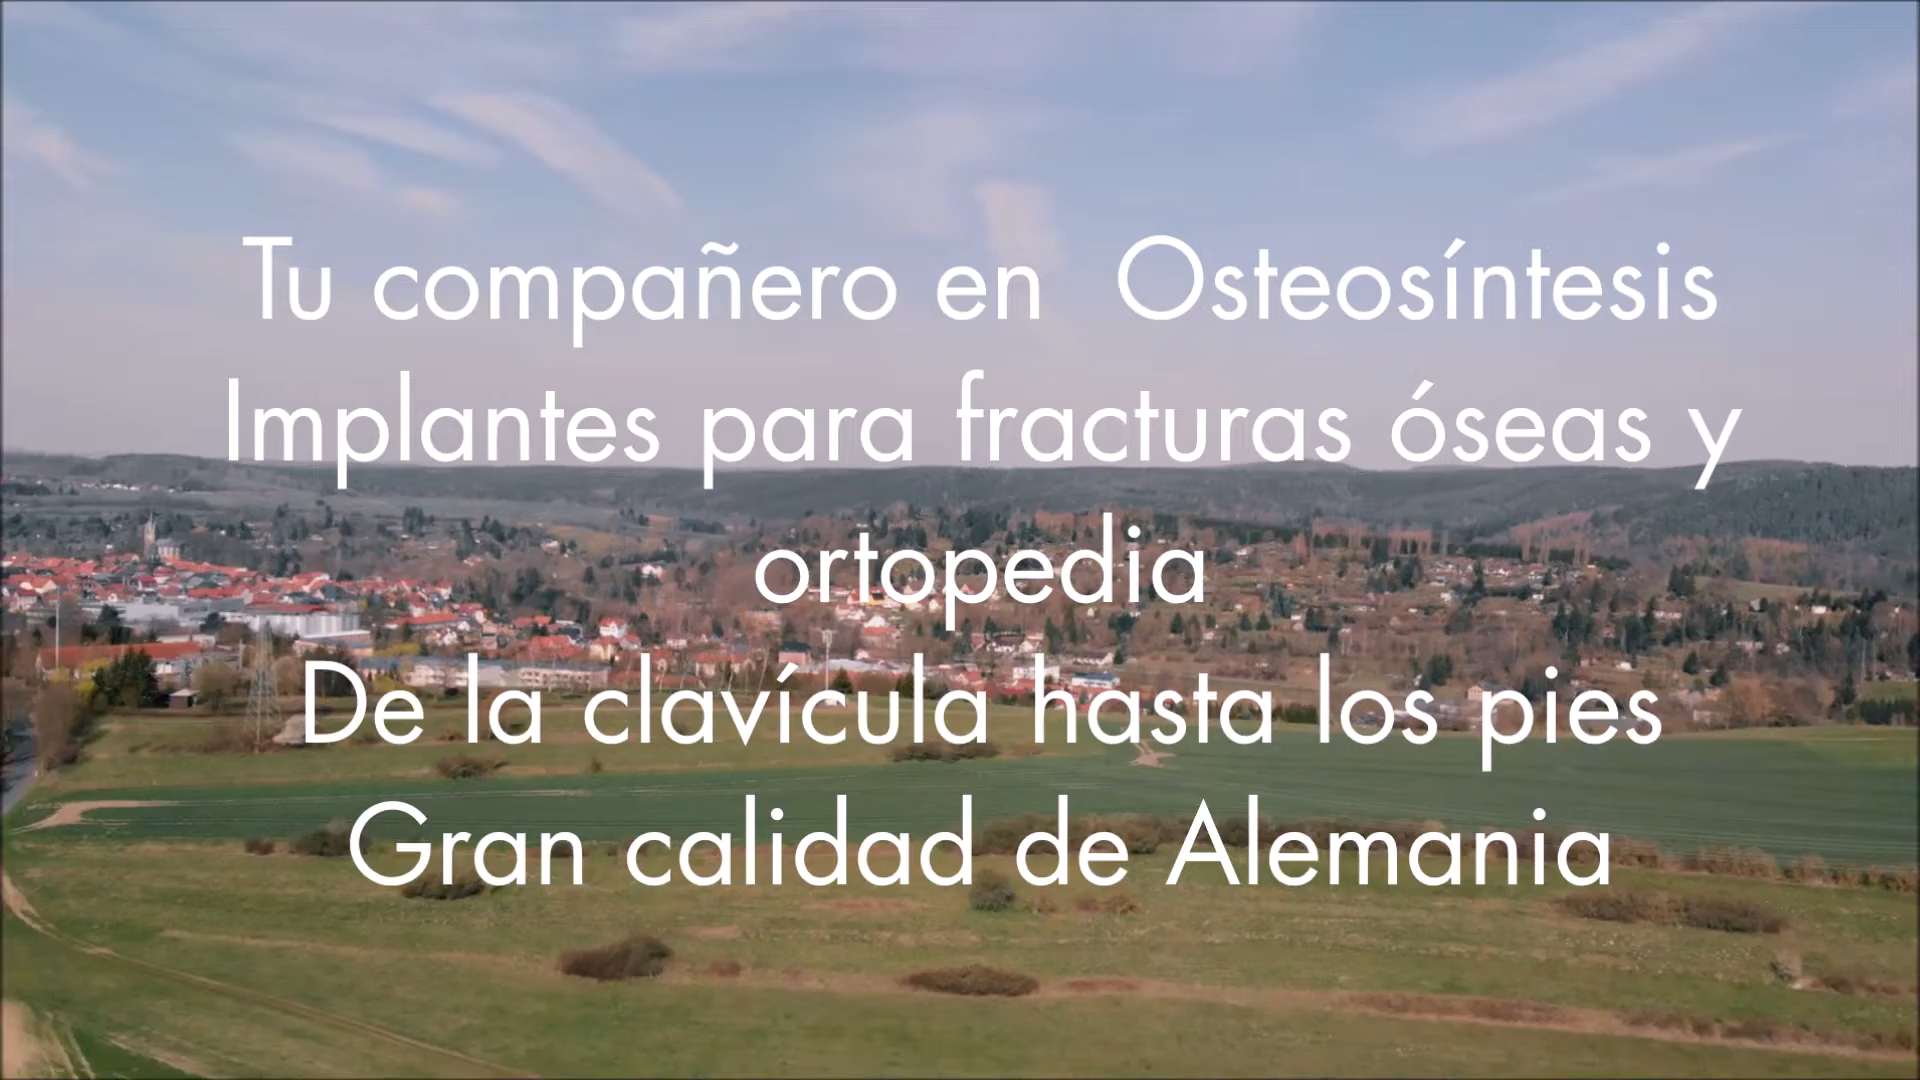 Tu compañero en  Osteosíntesis
Implantes para fracturas óseas y
ortopedia
De la clavícula hasta los pies
Gran calidad de Alemania